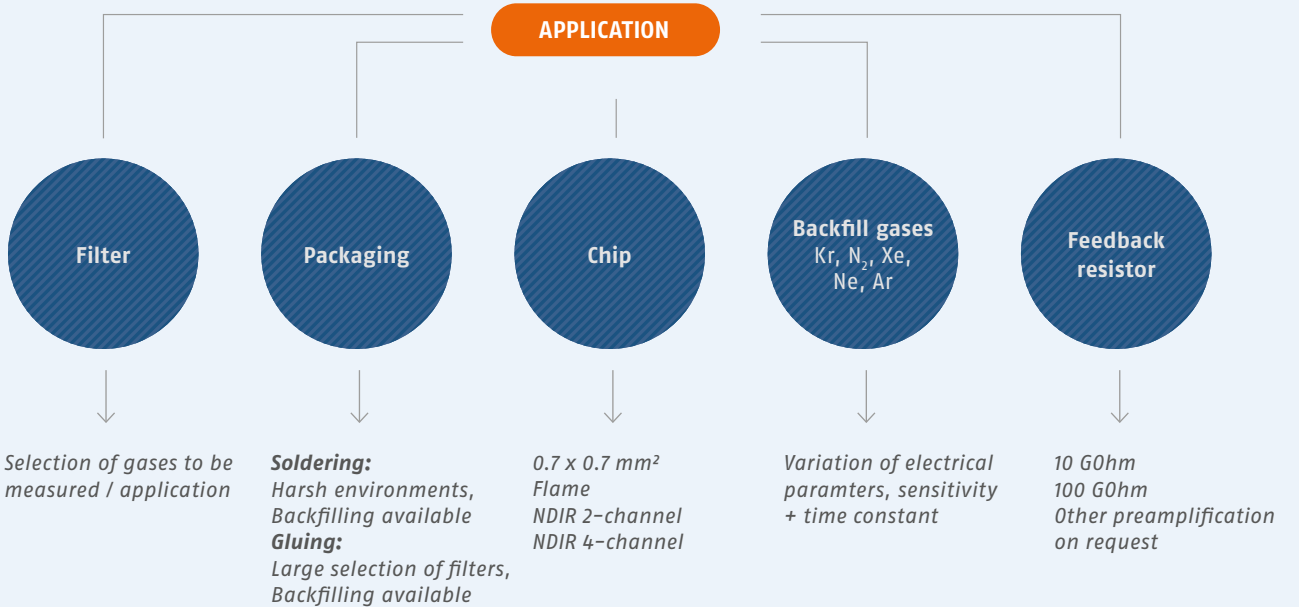 APPLICATION
Filter
Packaging
Chip
Backfill gases
Kr, N₂, Xe,
Ne, Ar
Feedback
resistor
Selection of gases to be
measured / application
Soldering:
Harsh environments,
Backfilling available
Gluing:
Large selection of filters,
Backfilling available
0.7 x 0.7 mm²
Flame
NDIR 2-channel
NDIR 4-channel
Variation of electrical
paramters, sensitivity
+ time constant
10 GOhm
100 GOhm
Other preamplification
on request